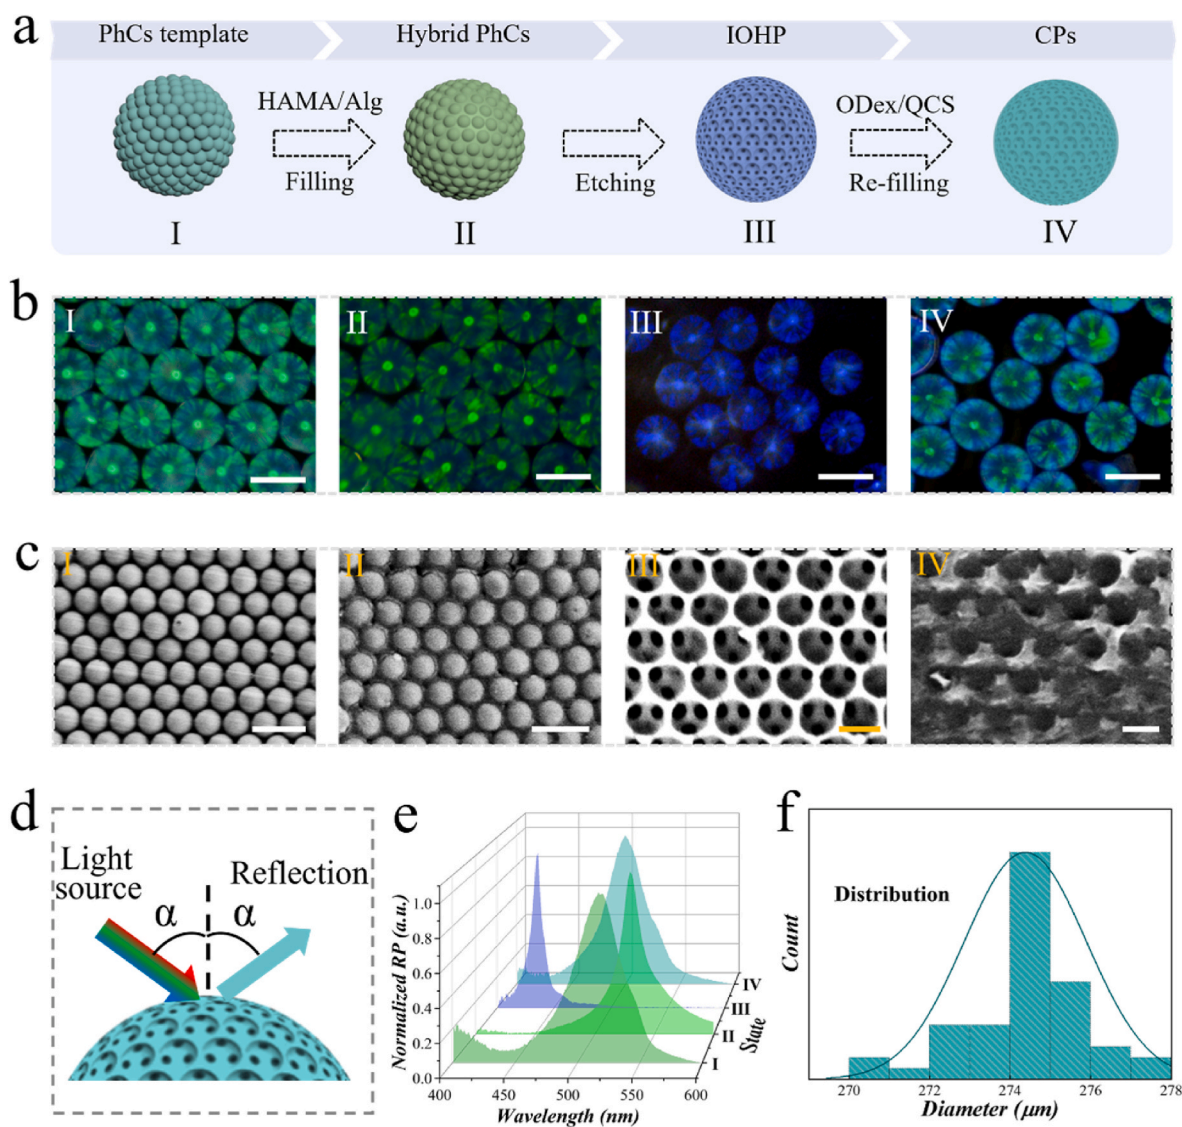 a
PhCs template
Hybrid PhCs
IOHP
CPs
HAMA/Alg
ODex/QCS
Filling
Etching
Re-filling
I
II
III
IV
b
I
II
III
IV
c
I
II
III
IV
d
Light
source
Reflection
α
α
e
Normalized RP (a.u.)
1.0
0.8
0.6
0.4
0.2
0.0
400
450
500
550
600
Wavelength (nm)
IV
III
II
I
State
f
Distribution
Count
270
272
274
276
278
Diameter (μm)